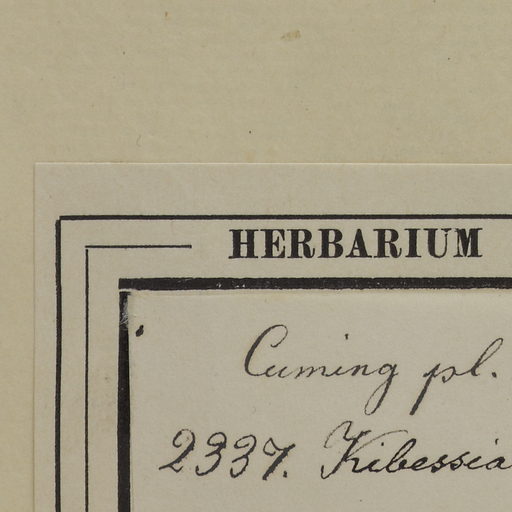 HERBARIUM
Cuming pl.
2337. Kibessia